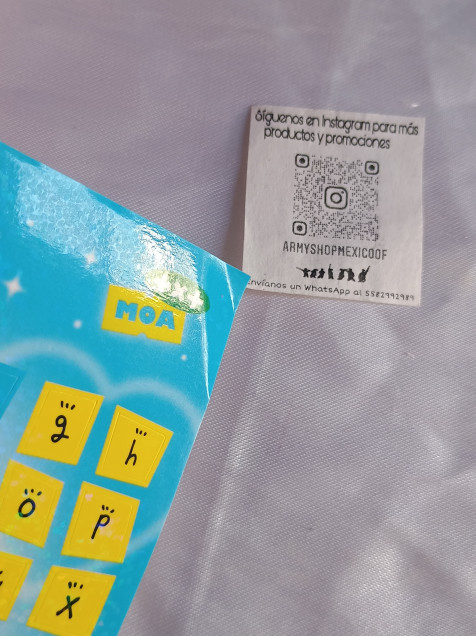 Síguenos en Instagram para más
productos y promociones
ARMYSHOPMEXICOOF
Envíanos un WhatsApp al 5582992989
MOA
g h
o p
x